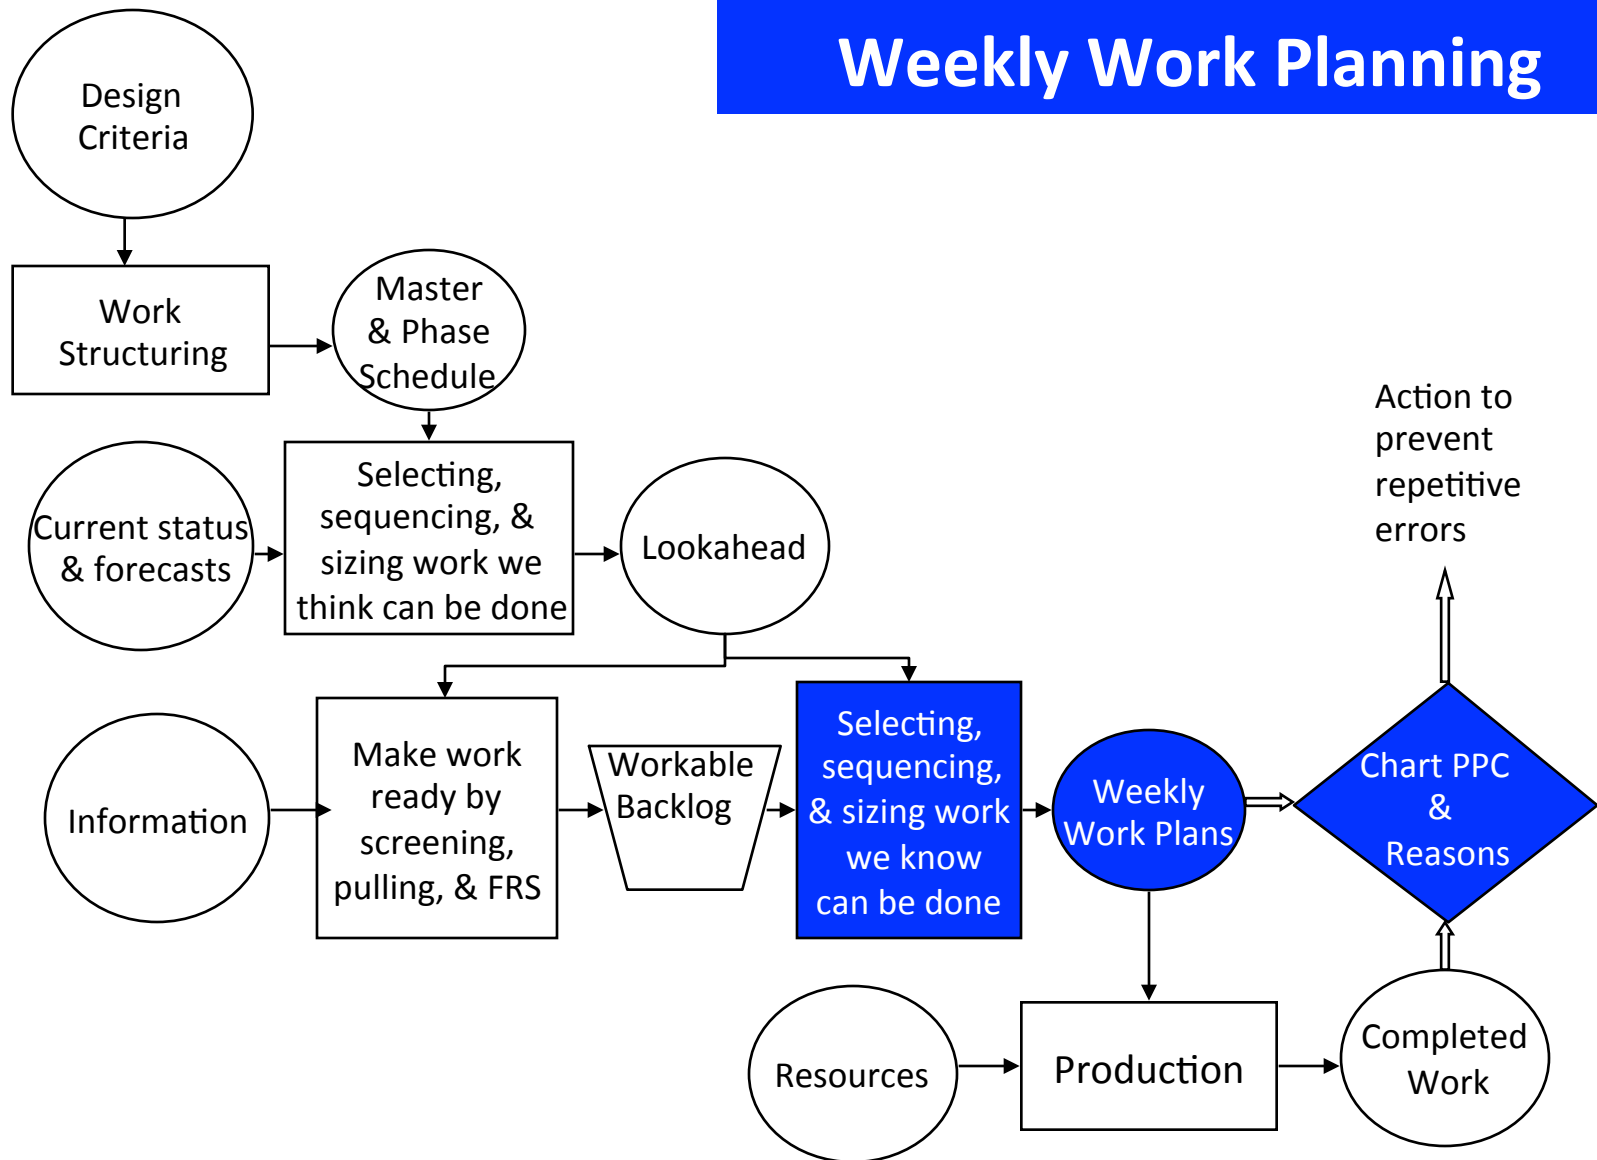 Weekly Work Planning
Design
Criteria
Work
Structuring
Master
& Phase
Schedule
Action to
prevent
repetitive
errors
Current status
& forecasts
Selecting,
sequencing, &
sizing work we
think can be done
Lookahead
Information
Make work
ready by
screening,
pulling, & FRS
Workable
Backlog
Selecting,
sequencing,
& sizing work
we know
can be done
Weekly
Work Plans
Chart PPC
&
Reasons
Resources
Production
Completed
Work